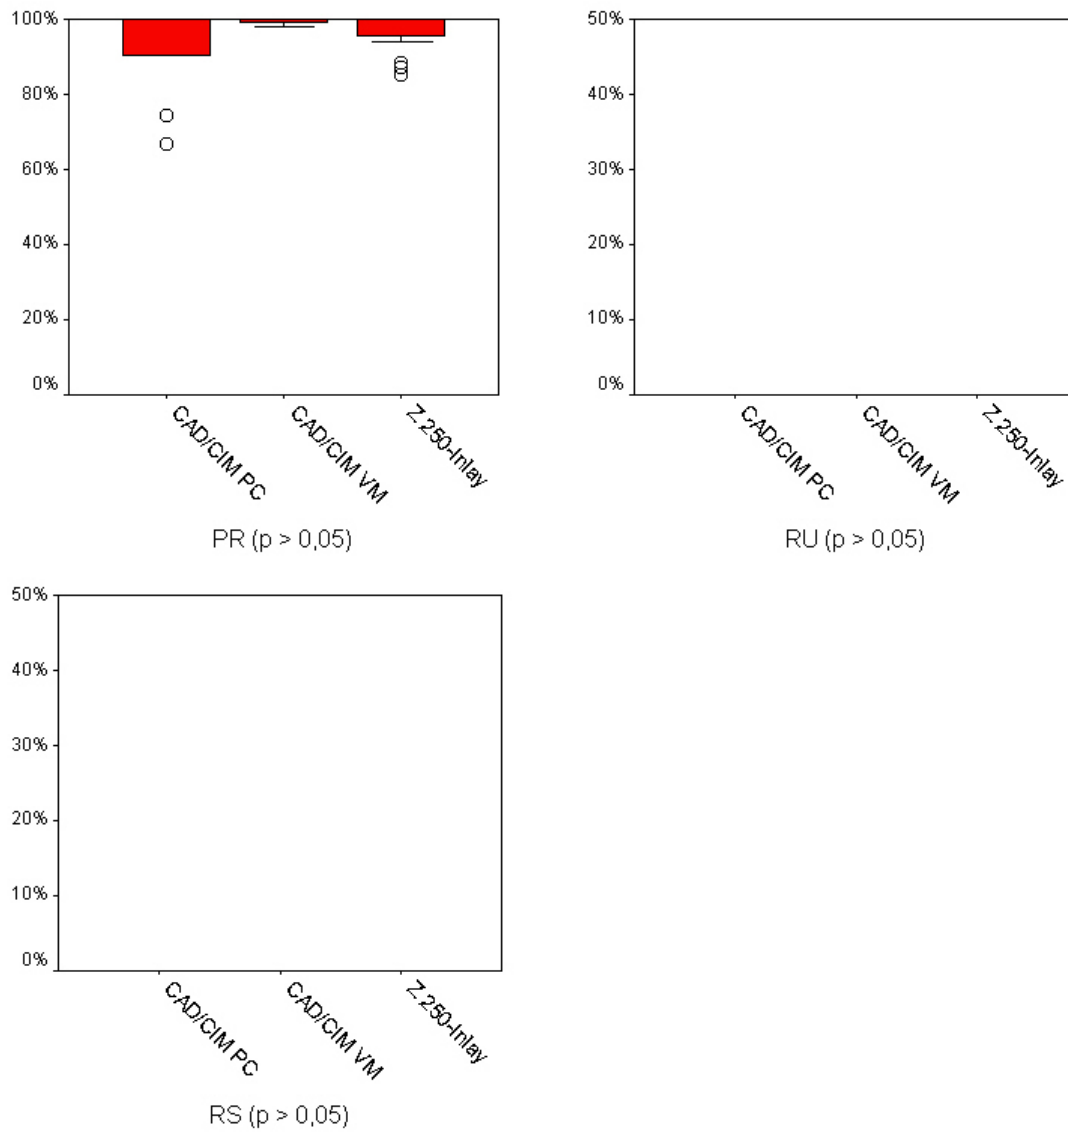 100%
80%
60%
40%
20%
0%
CAD/CIM PC
CAD/CIM VM
Z 250-Inlay
PR (p > 0,05)
50%
40%
30%
20%
10%
0%
CAD/CIM PC
CAD/CIM VM
Z 250-Inlay
RU (p > 0,05)
50%
40%
30%
20%
10%
0%
CAD/CIM PC
CAD/CIM VM
Z 250-Inlay
RS (p > 0,05)